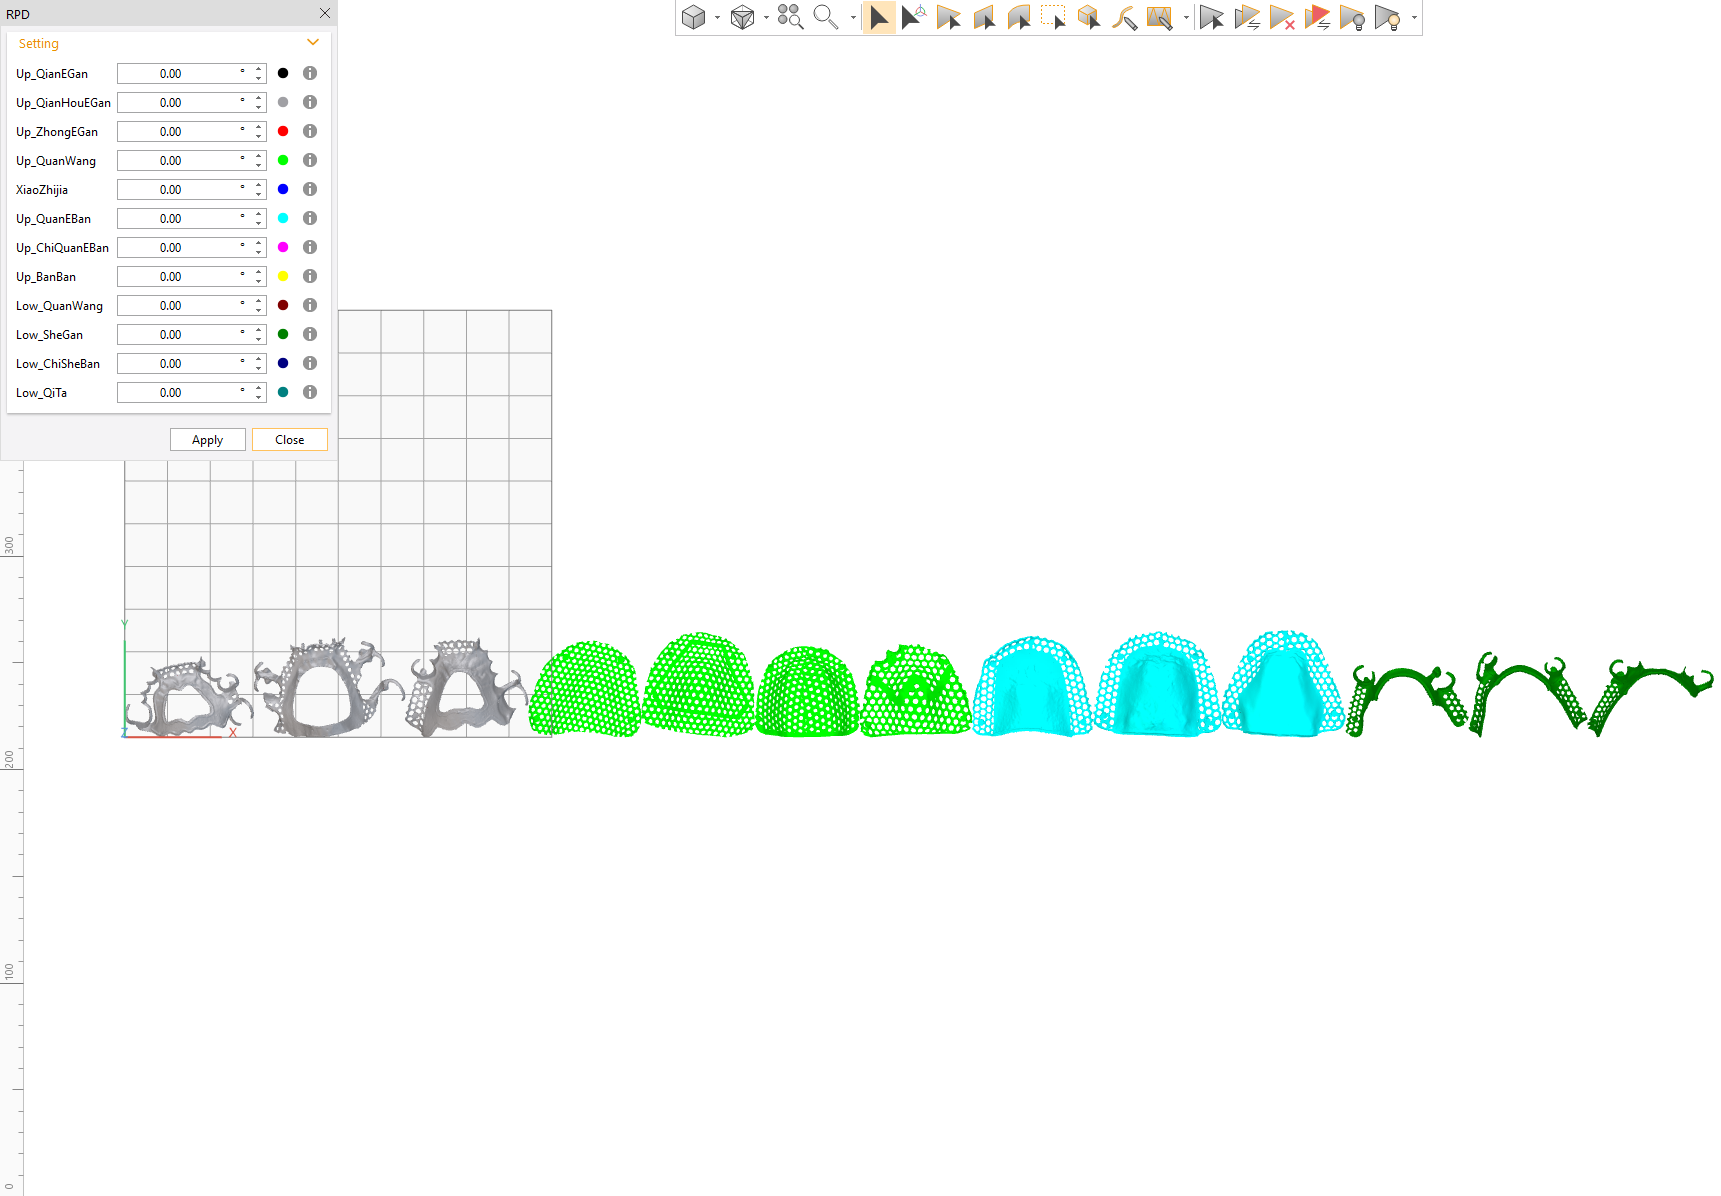 RPD
Setting
Up_QianEGan 0.00 °
Up_QianHouEGan 0.00 °
Up_ZhongEGan 0.00 °
Up_QuanWang 0.00 °
XiaoZhijia 0.00 °
Up_QuanEBan 0.00 °
Up_ChiQuanEBan 0.00 °
Up_BanBan 0.00 °
Low_QuanWang 0.00 °
Low_SheGan 0.00 °
Low_ChiSheBan 0.00 °
Low_QiTa 0.00 °
Apply Close
300
Y
Z X
200
100
0